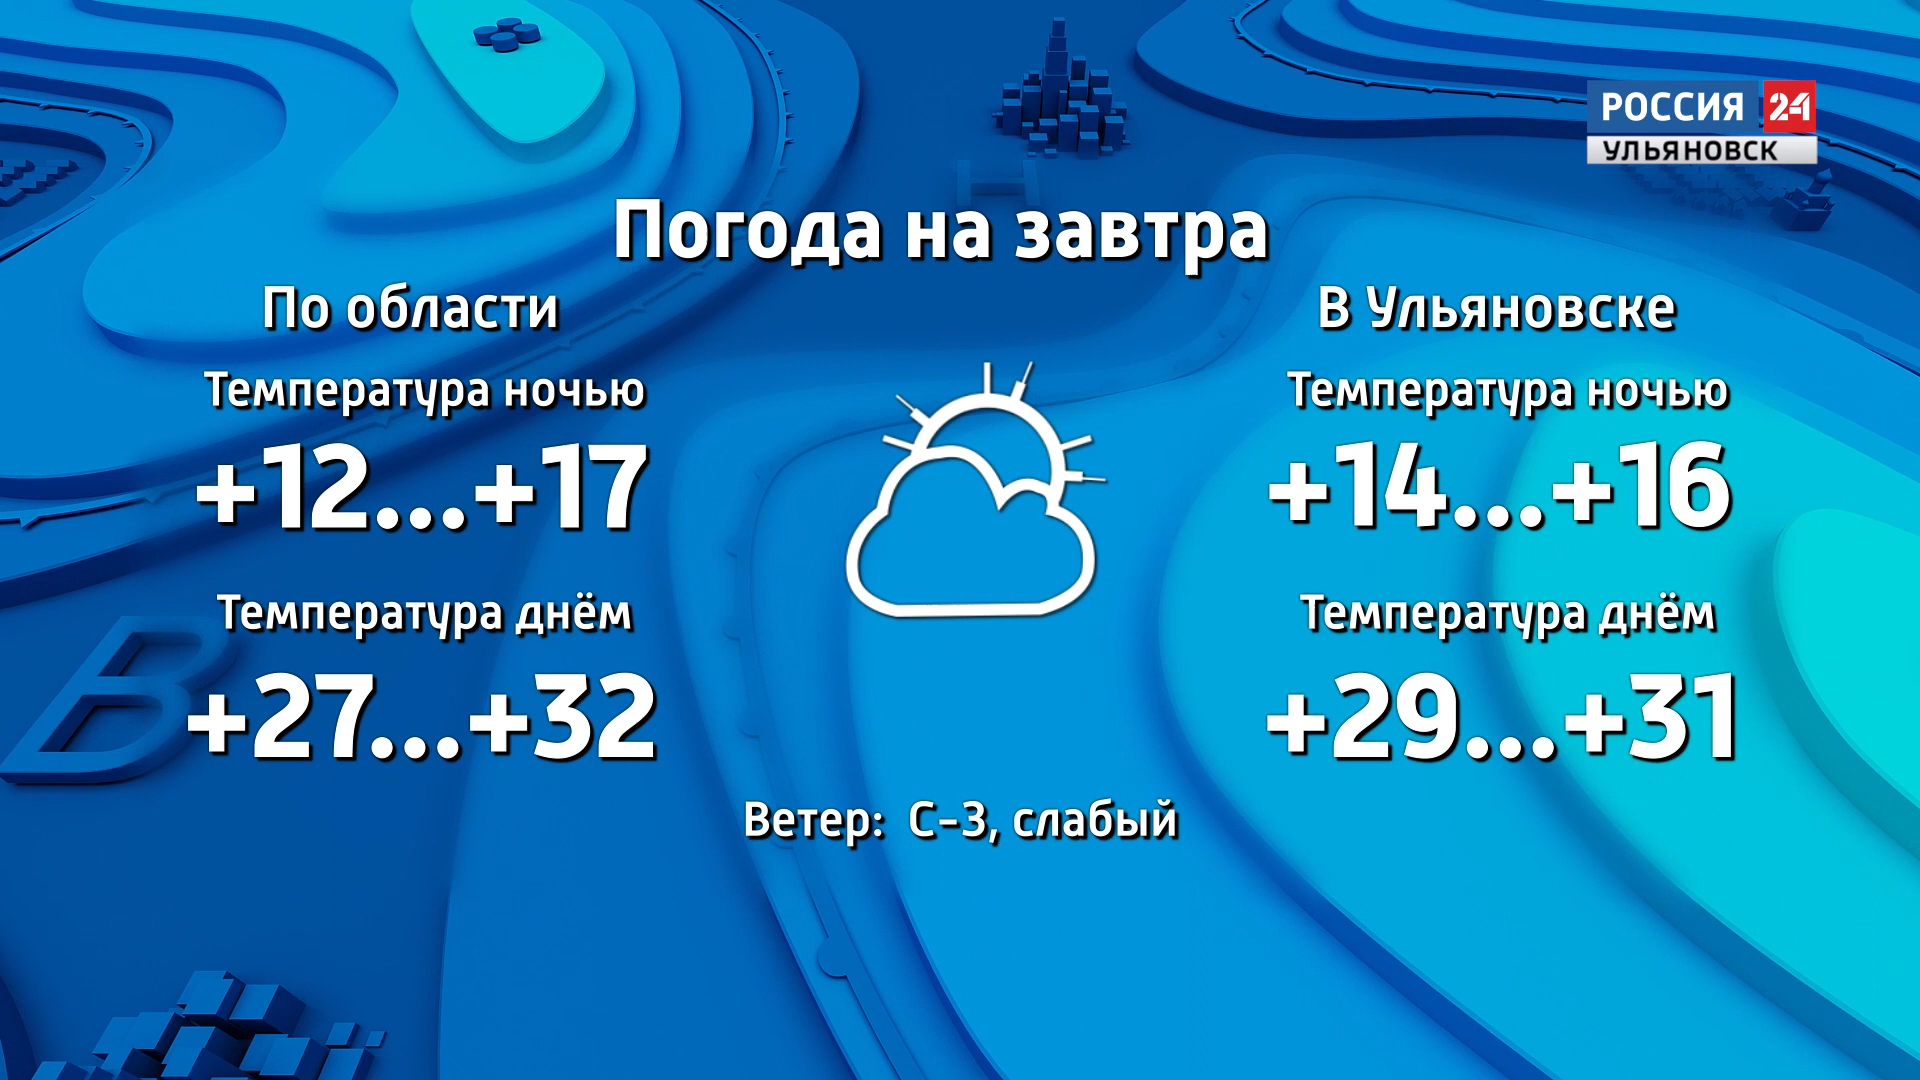 РОССИЯ 24
УЛЬЯНОВСК
Погода на завтра
По области
Температура ночью
+12...+17
Температура днём
+27...+32
В Ульяновске
Температура ночью
+14...+16
Температура днём
+29...+31
Ветер: С-З, слабый
В